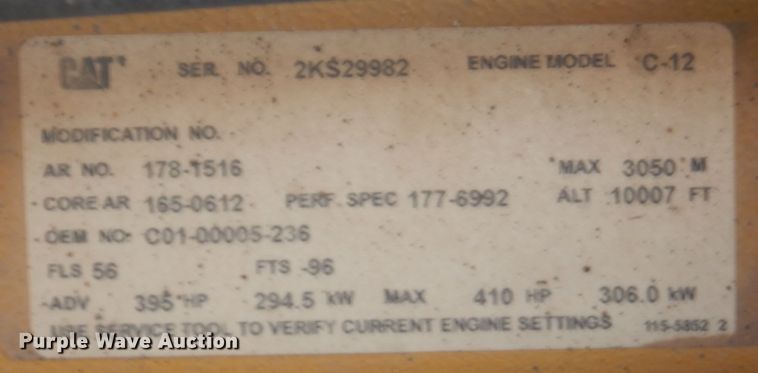 CAT SER. NO. 2KS29982 ENGINE MODEL C-12
MODIFICATION NO.
AR NO. 178-1516 MAX 3050 M
CORE AR 165-0612 PERF. SPEC 177-6992 ALT 10007 FT
OEM NO. C01-00005-236
FLS 56 FTS -96
ADV 395 HP 294.5 kW MAX 410 HP 306.0 kW
USE SERVICE TOOL TO VERIFY CURRENT ENGINE SETTINGS 115-5852 2
Purple Wave Auction